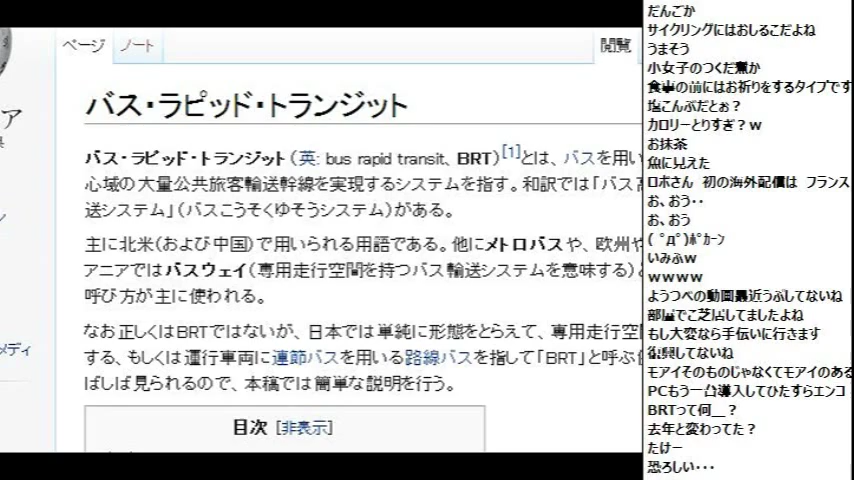 ページ ノート 閲覧
ア
バス・ラピッド・トランジット
バス・ラピッド・トランジット（英: bus rapid transit、BRT）[1]とは、バスを用い
心域の大量公共旅客輸送幹線を実現するシステムを指す。和訳では「バス高
送システム」（バスこうそくゆそうシステム）がある。
主に北米（および中国）で用いられる用語である。他にメトロバスや、欧州や
アニアではバスウェイ（専用走行空間を持つバス輸送システムを意味する）と
呼び方が主に使われる。
なお正しくはBRTではないが、日本では単純に形態をとらえて、専用走行空間
する、もしくは運行車両に連節バスを用いる路線バスを指して「BRT」と呼ぶ
ばしば見られるので、本稿では簡単な説明を行う。
メディ
目次 [非表示]
だんごか
サイクリングにはおしるこだよね
うまそう
小女子のつくだ煮か
食事の前にはお祈りをするタイプです
塩こんぶだとぉ？
カロリーとりすぎ？ｗ
お抹茶
魚に見えた
ロボさん 初の海外配信は フランス
お、おう・・
お、おう
( ﾟдﾟ)ﾎﾟｶｰﾝ
いみふｗ
ｗｗｗｗ
ようつべの動画最近うぷしてないね
部屋でこ芝居してましたよね
もし大変なら手伝いに行きます
復興してないね
モアイそのものじゃなくてモアイのある
PCもう一台導入してひたすらエンコ
BRTって何＿？
去年と変わってた？
たけー
恐ろしい・・・